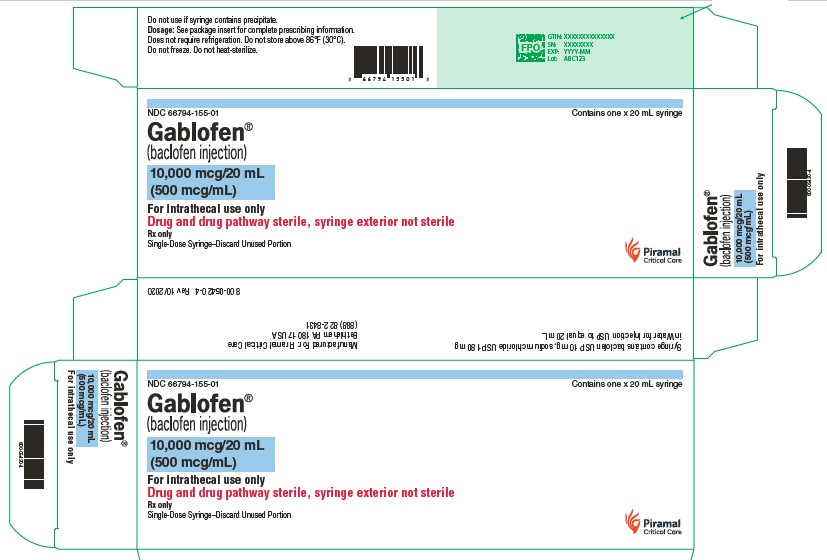 Do not use if syringe contains precipitate.
Dosage: See package insert for complete prescribing information.
Does not require refrigeration. Do not store above 86°F (30°C).
Do not freeze. Do not heat-sterilize.
3 66794 15501 3
FPO
GTIN: XXXXXXXXXXXXXX
SN: XXXXXXXX
EXP: YYYY-MM
Lot: ABC123
NDC 66794-155-01
Contains one x 20 mL syringe
Gablofen®
(baclofen injection)
10,000 mcg/20 mL
(500 mcg/mL)
For intrathecal use only
Drug and drug pathway sterile, syringe exterior not sterile
Rx only
Single-Dose Syringe–Discard Unused Portion
Piramal
Critical Care
Gablofen®
(baclofen injection)
10,000 mcg/20 mL
(500 mcg/mL)
For intrathecal use only
Syringe contains baclofen USP 10 mg, sodium chloride USP 180 mg
in Water for Injection USP to equal 20 mL.
Manufactured For: Piramal Critical Care
Bethlehem, PA 18017 USA
Rev 10/2020
Gablofen®
(baclofen injection)
10,000 mcg/20 mL
(500 mcg/mL)
For intrathecal use only
NDC 66794-155-01
Contains one x 20 mL syringe
Gablofen®
(baclofen injection)
10,000 mcg/20 mL
(500 mcg/mL)
For intrathecal use only
Drug and drug pathway sterile, syringe exterior not sterile
Rx only
Single-Dose Syringe–Discard Unused Portion
Piramal
Critical Care